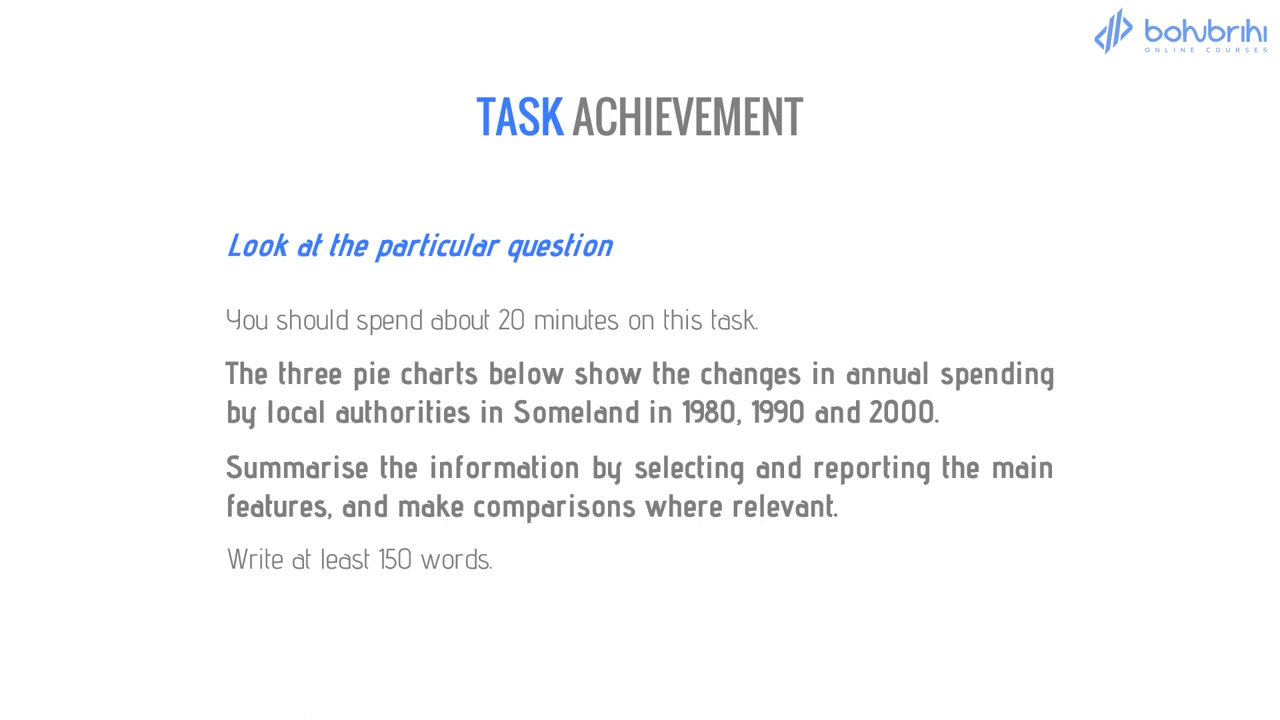 bohubrihi
ONLINE COURSES
TASK ACHIEVEMENT
Look at the particular question
You should spend about 20 minutes on this task.
The three pie charts below show the changes in annual spending
by local authorities in Someland in 1980, 1990 and 2000.
Summarise the information by selecting and reporting the main
features, and make comparisons where relevant.
Write at least 150 words.